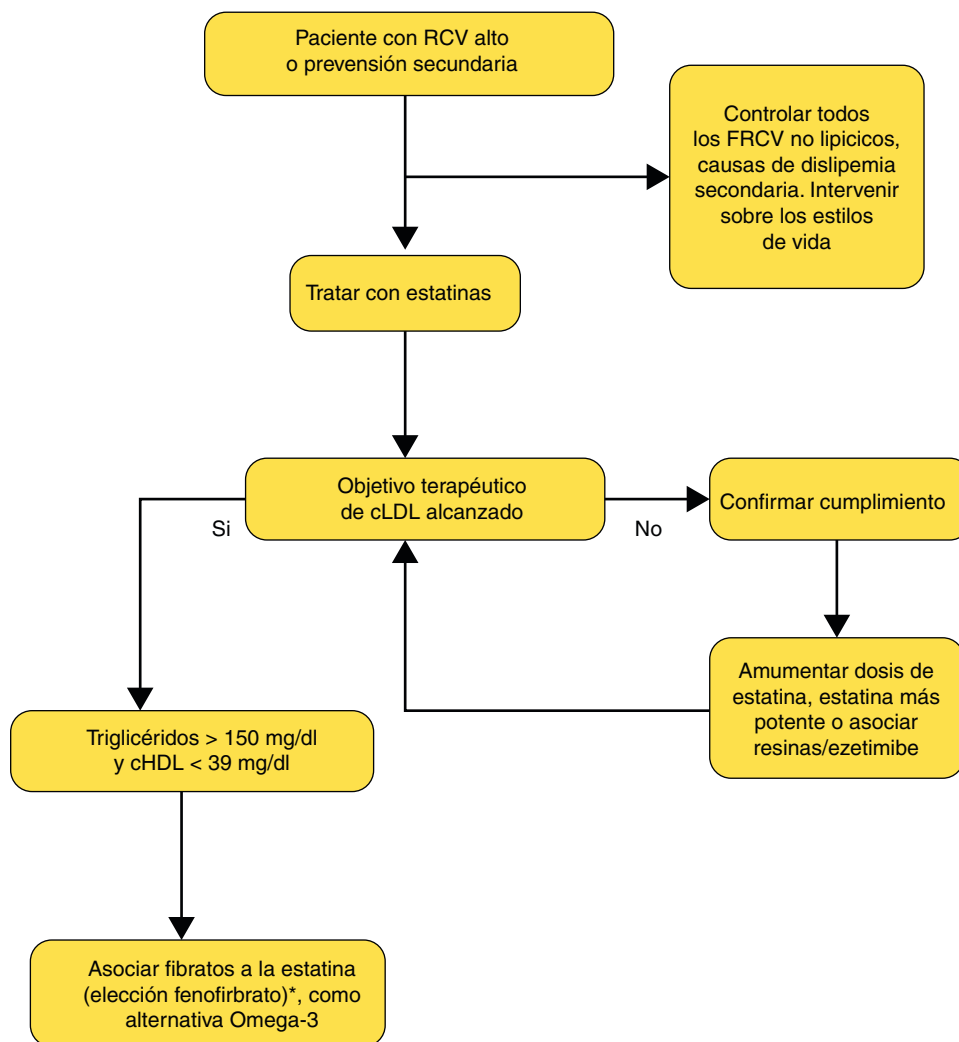 Paciente con RCV alto
o prevención secundaria
Controlar todos
los FRCV no lipicicos,
causas de dislipemia
secundaria. Intervenir
sobre los estilos
de vida
Tratar con estatinas
Objetivo terapéutico
de cLDL alcanzado
Si
No
Confirmar cumplimiento
Amumentar dosis de
estatina, estatina más
potente o asociar
resinas/ezetimibe
Triglicéridos > 150 mg/dl
y cHDL < 39 mg/dl
Asociar fibratos a la estatina
(elección fenofirbrato)*, como
alternativa Omega-3